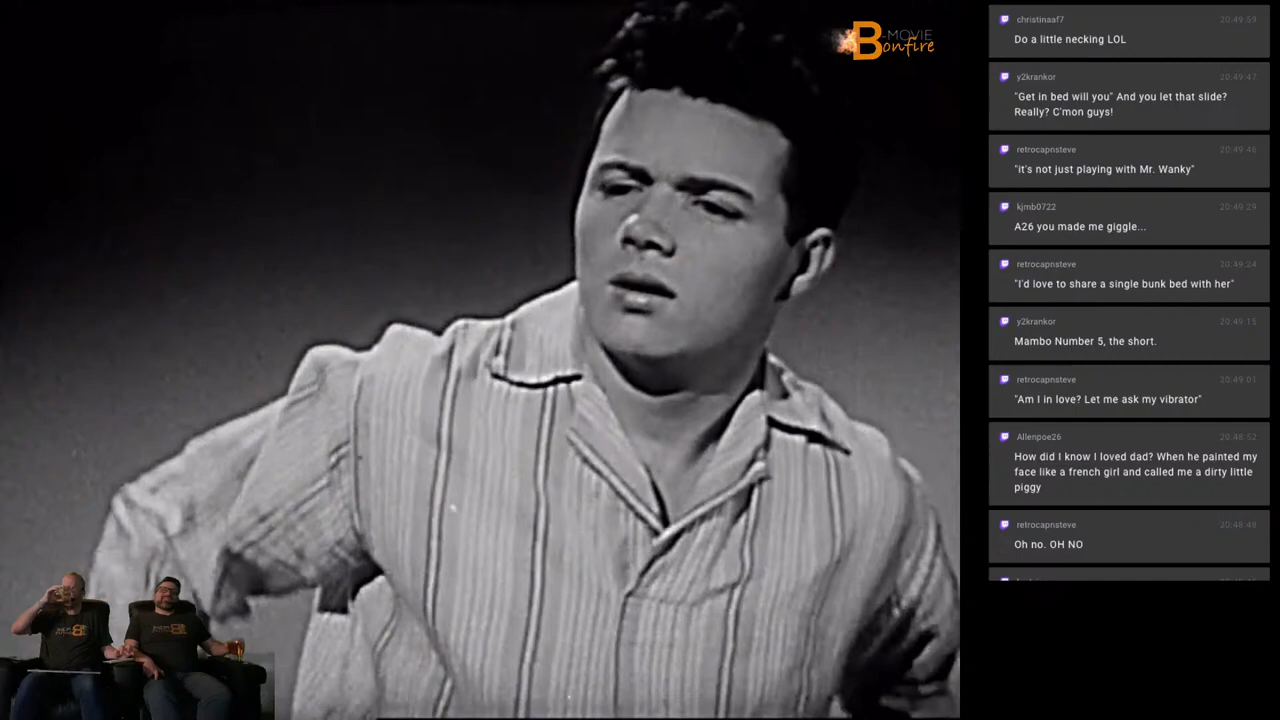 B-MOVIE
Bonfire
christinaaf7 20:49:59
Do a little necking LOL
y2krankor 20:49:47
"Get in bed will you" And you let that slide?
Really? C'mon guys!
retrocapnsteve 20:49:46
"it's not just playing with Mr. Wanky"
kjmb0722 20:49:29
A26 you made me giggle...
retrocapnsteve 20:49:24
"I'd love to share a single bunk bed with her"
y2krankor 20:49:15
Mambo Number 5, the short.
retrocapnsteve 20:49:01
"Am I in love? Let me ask my vibrator"
Allenpoe26 20:48:52
How did I know I loved dad? When he painted my
face like a french girl and called me a dirty little
piggy
retrocapnsteve 20:48:48
Oh no. OH NO